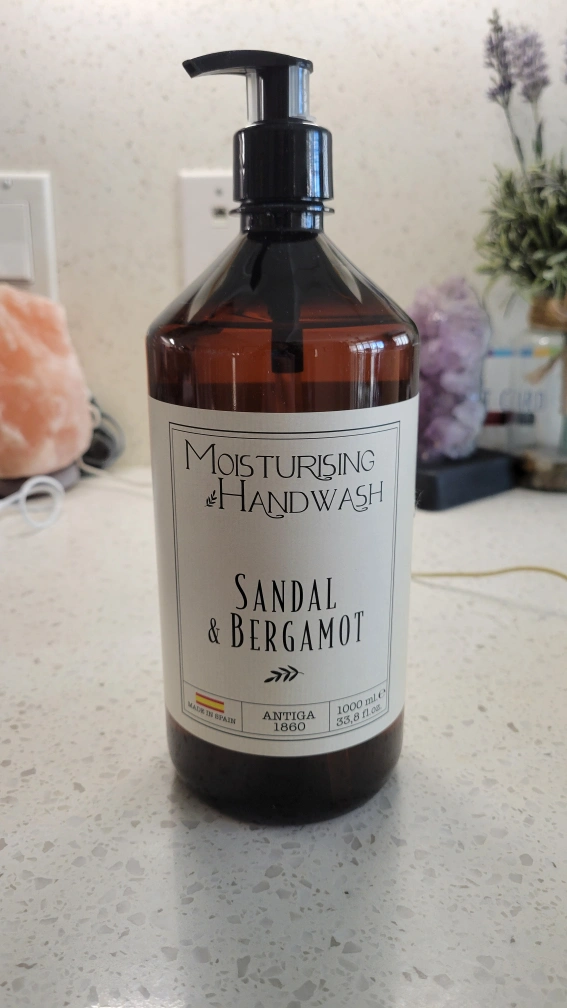 MOISTURISING
HANDWASH
SANDAL
& BERGAMOT
MADE IN SPAIN
ANTIGA
1860
1000 ml ℮
33,8 fl.oz.